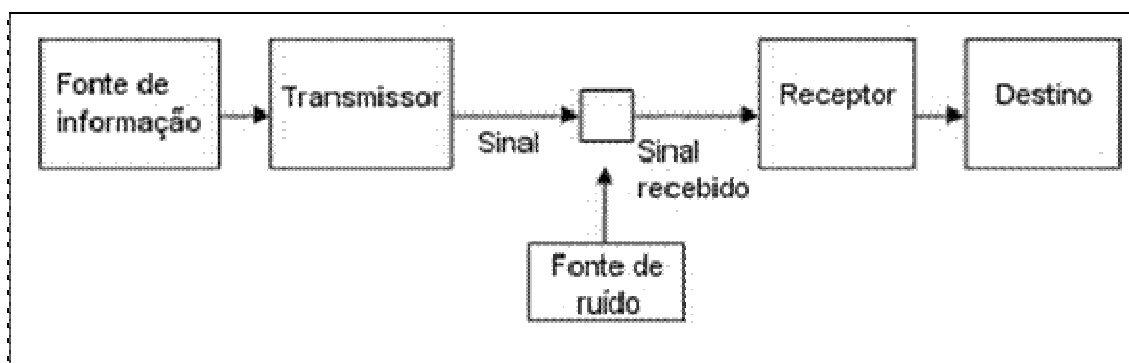 Fonte de
informação
Transmissor
Sinal
Sinal
recebido
Receptor
Destino
Fonte de
ruído